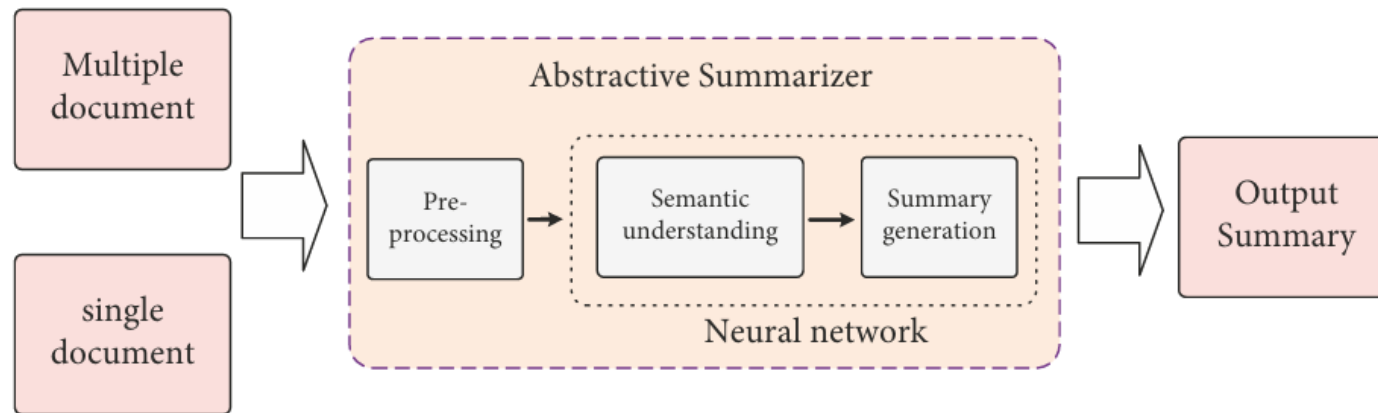 Multiple
document
single
document
Abstractive Summarizer
Pre-
processing
Semantic
understanding
Summary
generation
Neural network
Output
Summary